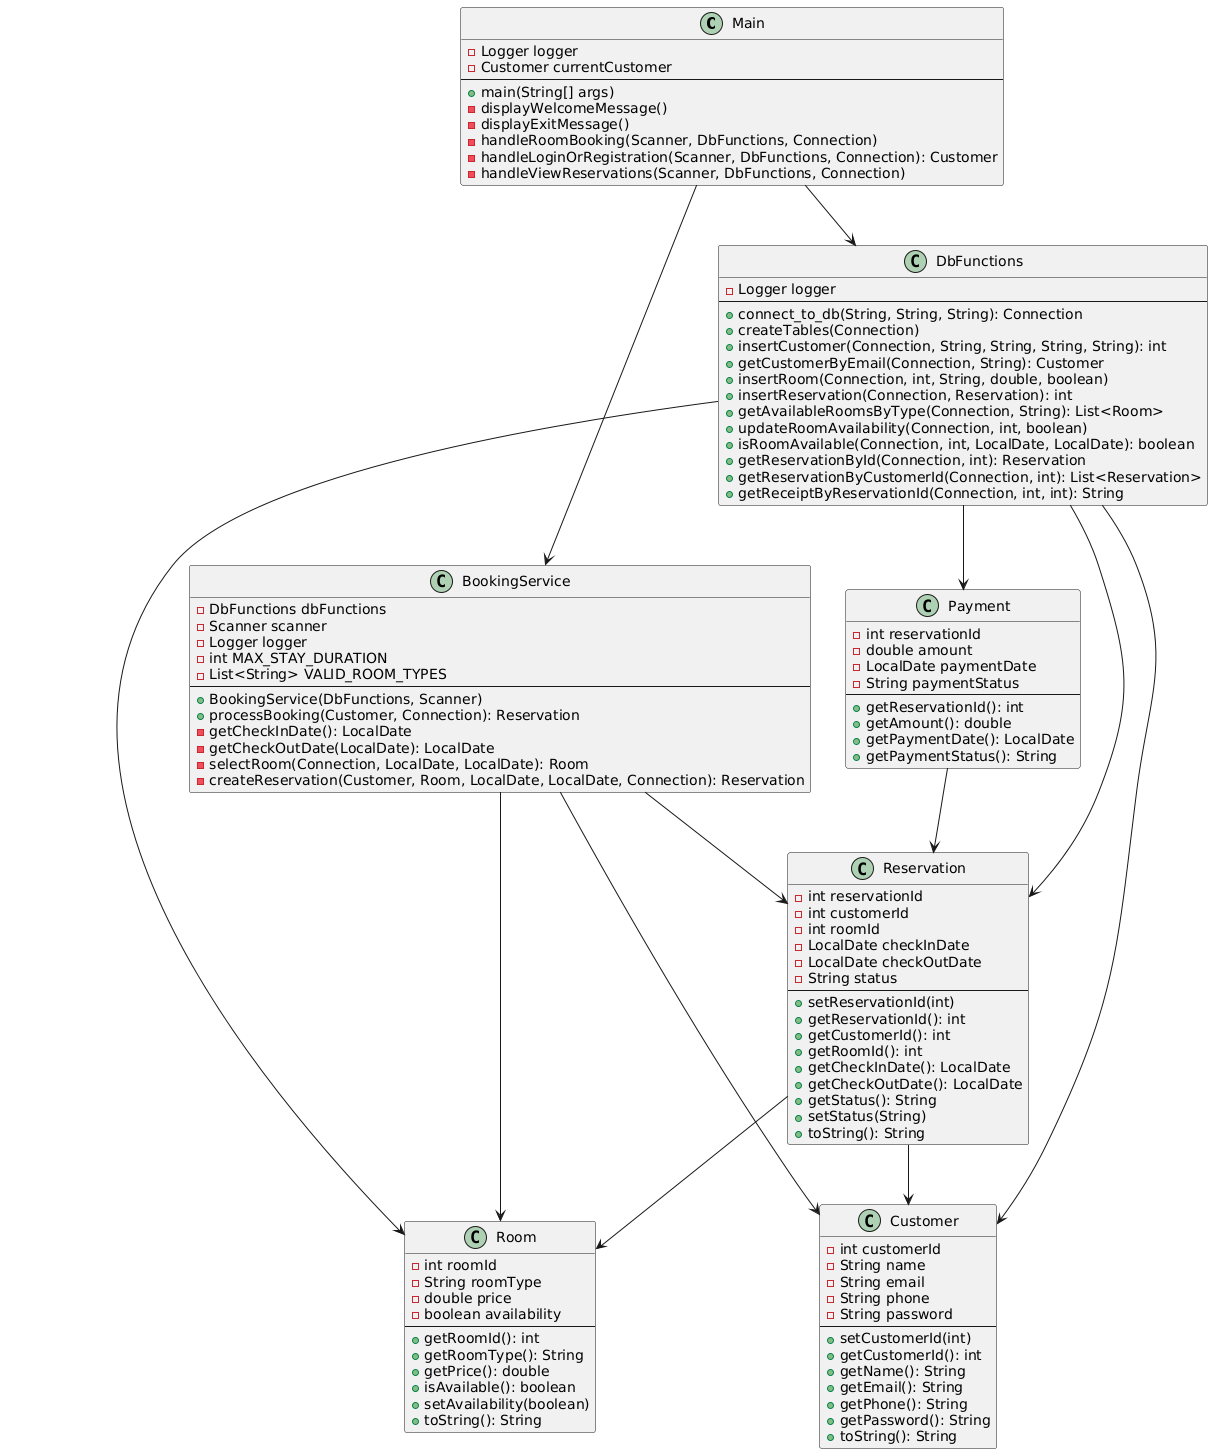 C Main
Logger logger
Customer currentCustomer
main(String[] args)
displayWelcomeMessage()
displayExitMessage()
handleRoomBooking(Scanner, DbFunctions, Connection)
handleLoginOrRegistration(Scanner, DbFunctions, Connection): Customer
handleViewReservations(Scanner, DbFunctions, Connection)
C DbFunctions
Logger logger
connect_to_db(String, String, String): Connection
createTables(Connection)
insertCustomer(Connection, String, String, String, String): int
getCustomerByEmail(Connection, String): Customer
insertRoom(Connection, int, String, double, boolean)
insertReservation(Connection, Reservation): int
getAvailableRoomsByType(Connection, String): List<Room>
updateRoomAvailability(Connection, int, boolean)
isRoomAvailable(Connection, int, LocalDate, LocalDate): boolean
getReservationById(Connection, int): Reservation
getReservationByCustomerId(Connection, int): List<Reservation>
getReceiptByReservationId(Connection, int, int): String
C BookingService
DbFunctions dbFunctions
Scanner scanner
Logger logger
int MAX_STAY_DURATION
List<String> VALID_ROOM_TYPES
BookingService(DbFunctions, Scanner)
processBooking(Customer, Connection): Reservation
getCheckInDate(): LocalDate
getCheckOutDate(LocalDate): LocalDate
selectRoom(Connection, LocalDate, LocalDate): Room
createReservation(Customer, Room, LocalDate, LocalDate, Connection): Reservation
C Payment
int reservationId
double amount
LocalDate paymentDate
String paymentStatus
getReservationId(): int
getAmount(): double
getPaymentDate(): LocalDate
getPaymentStatus(): String
C Reservation
int reservationId
int customerId
int roomId
LocalDate checkInDate
LocalDate checkOutDate
String status
setReservationId(int)
getReservationId(): int
getCustomerId(): int
getRoomId(): int
getCheckInDate(): LocalDate
getCheckOutDate(): LocalDate
getStatus(): String
setStatus(String)
toString(): String
C Room
int roomId
String roomType
double price
boolean availability
getRoomId(): int
getRoomType(): String
getPrice(): double
isAvailable(): boolean
setAvailability(boolean)
toString(): String
C Customer
int customerId
String name
String email
String phone
String password
setCustomerId(int)
getCustomerId(): int
getName(): String
getEmail(): String
getPhone(): String
getPassword(): String
toString(): String